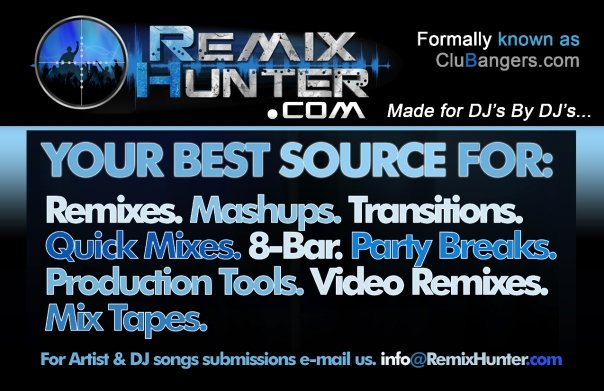 REMIX
HUNTER
.COM
Formally known as
CluBangers.com
Made for DJ's By DJ's...
YOUR BEST SOURCE FOR:
Remixes. Mashups. Transitions.
Quick Mixes. 8-Bar. Party Breaks.
Production Tools. Video Remixes.
Mix Tapes.
For Artist & DJ songs submissions e-mail us. info@RemixHunter.com